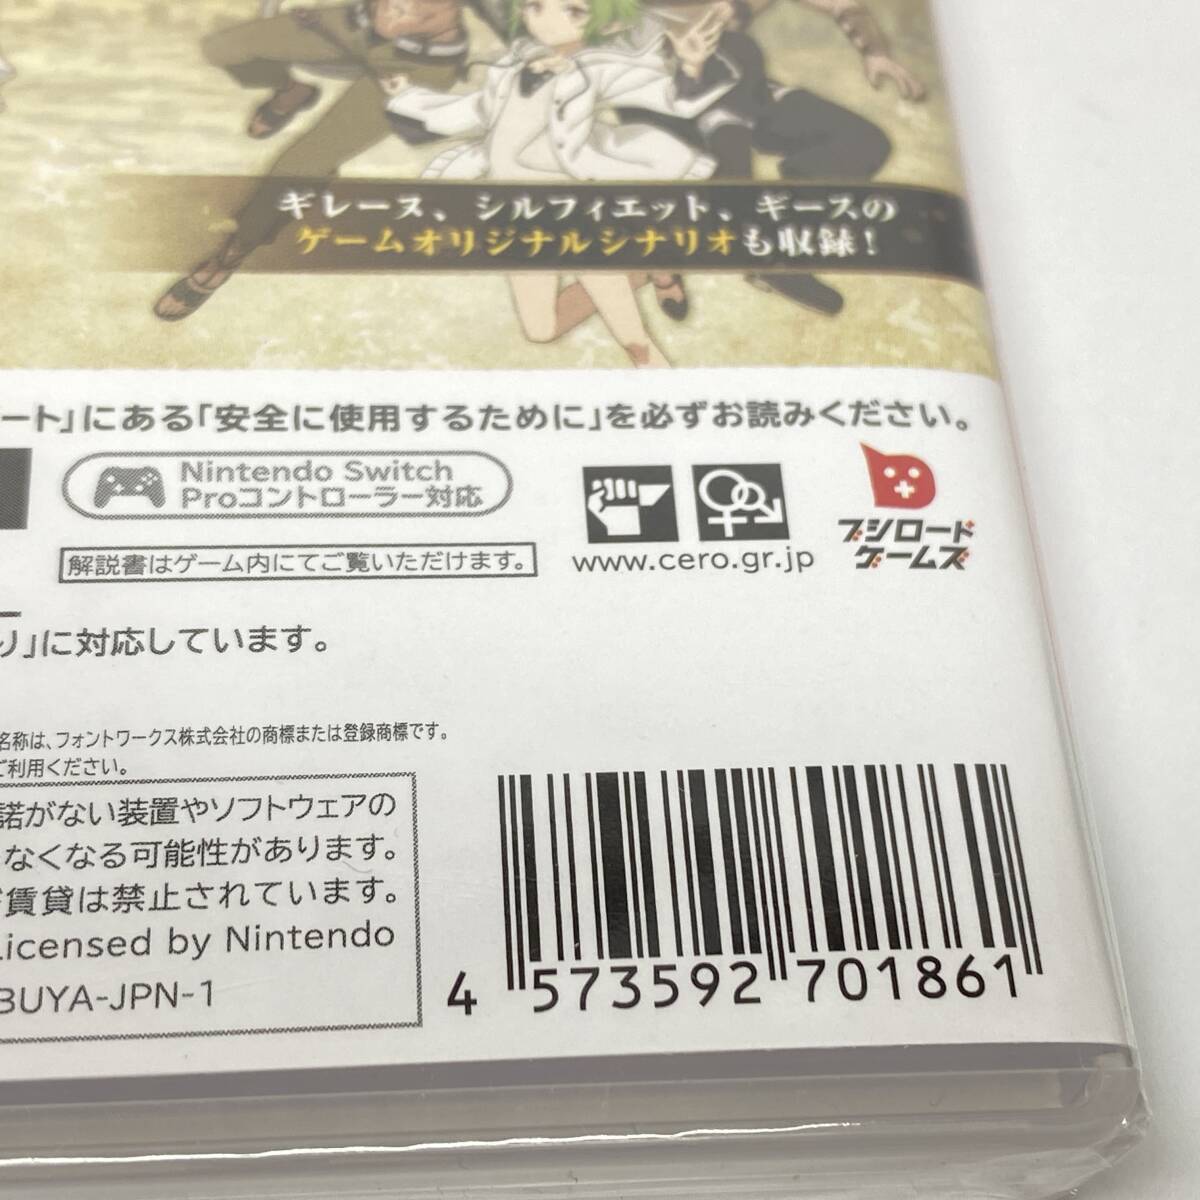 ギレーヌ、シルフィエット、ギースの
ゲームオリジナルシナリオも収録!
ート」にある「安全に使用するために」を必ずお読みください。
Nintendo Switch
Proコントローラー対応
解説書はゲーム内にてご覧いただけます。
www.cero.gr.jp
ブシロード
ゲームズ
り」に対応しています。
名称は、フォントワークス株式会社の商標または登録商標です。
ご利用ください。
諾がない装置やソフトウェアの
なくなる可能性があります。
賃貸は禁止されています。
Licensed by Nintendo
BUYA-JPN-1
4 573592 701861